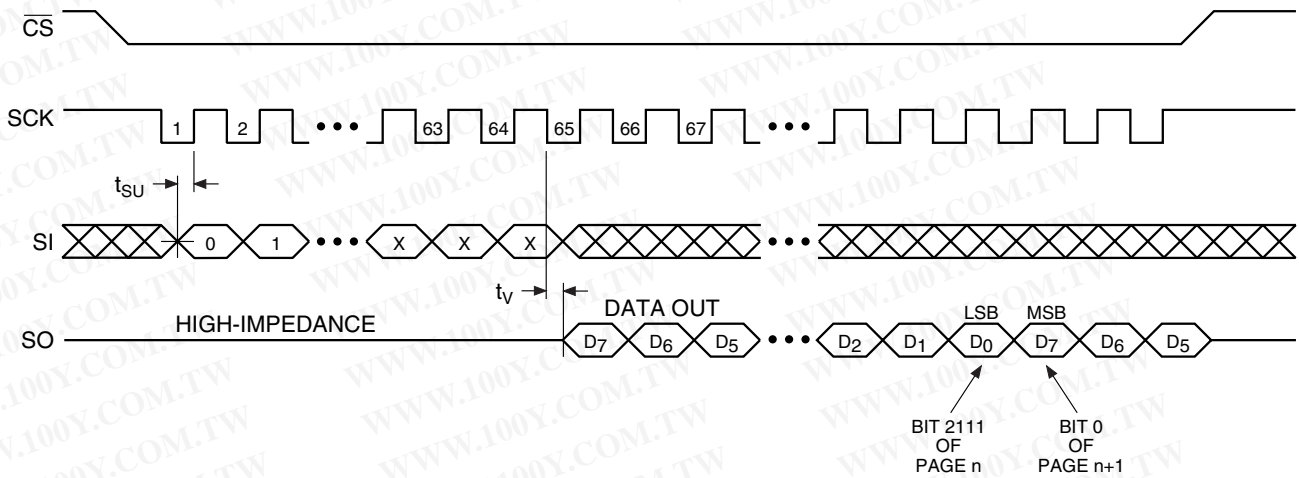 CS
SCK 1 2 ••• 63 64 65 66 67 •••
tSU
SI 0 1 ••• X X X •••
tV
HIGH-IMPEDANCE
DATA OUT
LSB MSB
SO D7 D6 D5 ••• D2 D1 D0 D7 D6 D5
BIT 2111
OF
PAGE n
BIT 0
OF
PAGE n+1
WWW.100Y.COM.TW